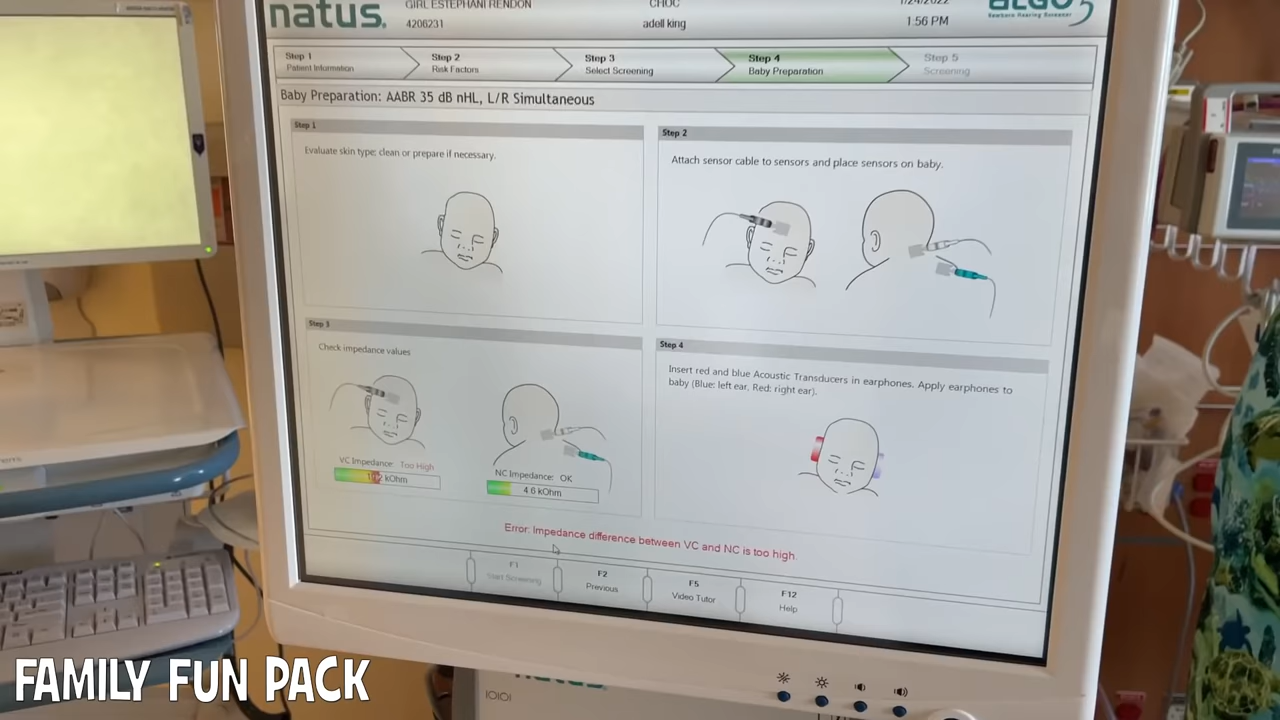 natus.
GIRL ESTEPHANI RENDON
4206231
CHOC
adell king
1/24/2022
1:56 PM
algo 5
Newborn Hearing Screener
Step 1
Patient Information
Step 2
Risk Factors
Step 3
Select Screening
Step 4
Baby Preparation
Step 5
Screening
Baby Preparation: AABR 35 dB nHL, L/R Simultaneous
Step 1
Evaluate skin type; clean or prepare if necessary.
Step 2
Attach sensor cable to sensors and place sensors on baby.
Step 3
Check impedance values
VC Impedance: Too High
kOhm
NC Impedance: OK
4.6 kOhm
Step 4
Insert red and blue Acoustic Transducers in earphones. Apply earphones to
baby (Blue: left ear, Red: right ear).
Error: Impedance difference between VC and NC is too high.
F1
Start Screening
F2
Previous
F5
Video Tutor
F12
Help
natus
IOIOI
FAMILY FUN PACK